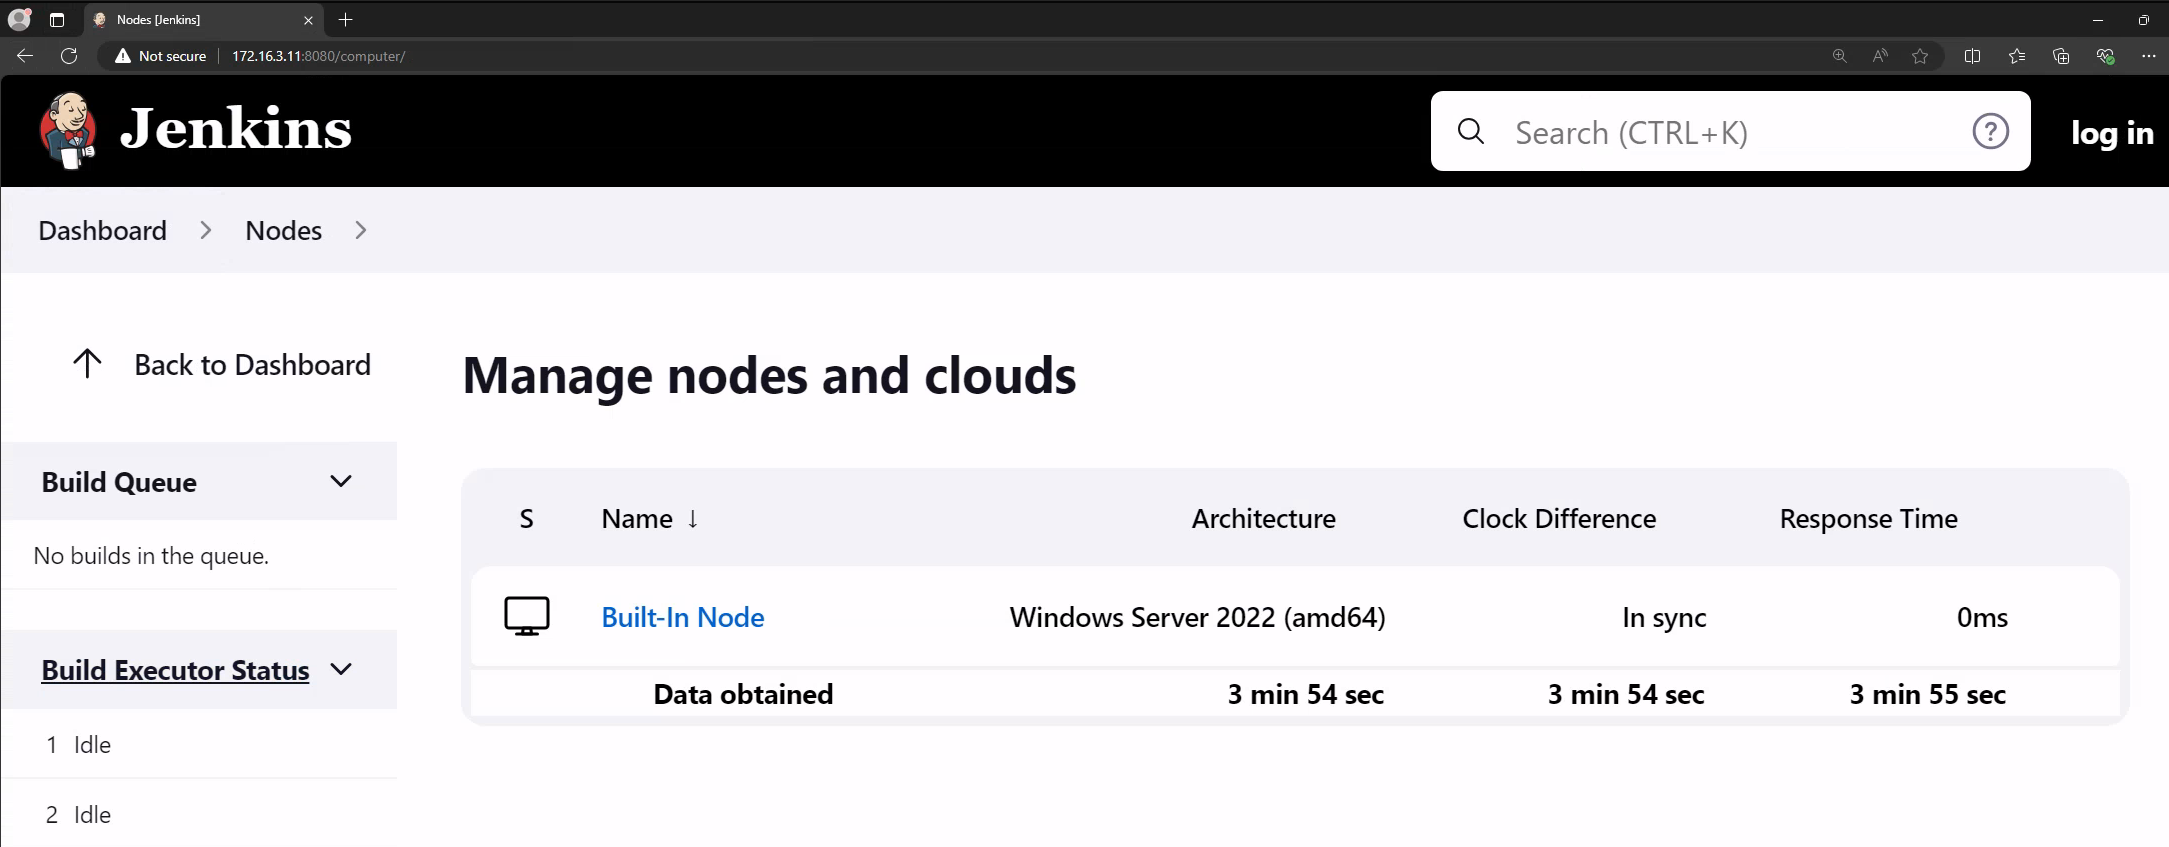 Nodes [Jenkins]
Not secure 172.16.3.11:8080/computer/
Jenkins
Search (CTRL+K)
log in
Dashboard
Nodes
Back to Dashboard
Manage nodes and clouds
Build Queue
No builds in the queue.
Build Executor Status
1 Idle
2 Idle
S Name ↓ Architecture Clock Difference Response Time
Built-In Node Windows Server 2022 (amd64) In sync 0ms
Data obtained 3 min 54 sec 3 min 54 sec 3 min 55 sec